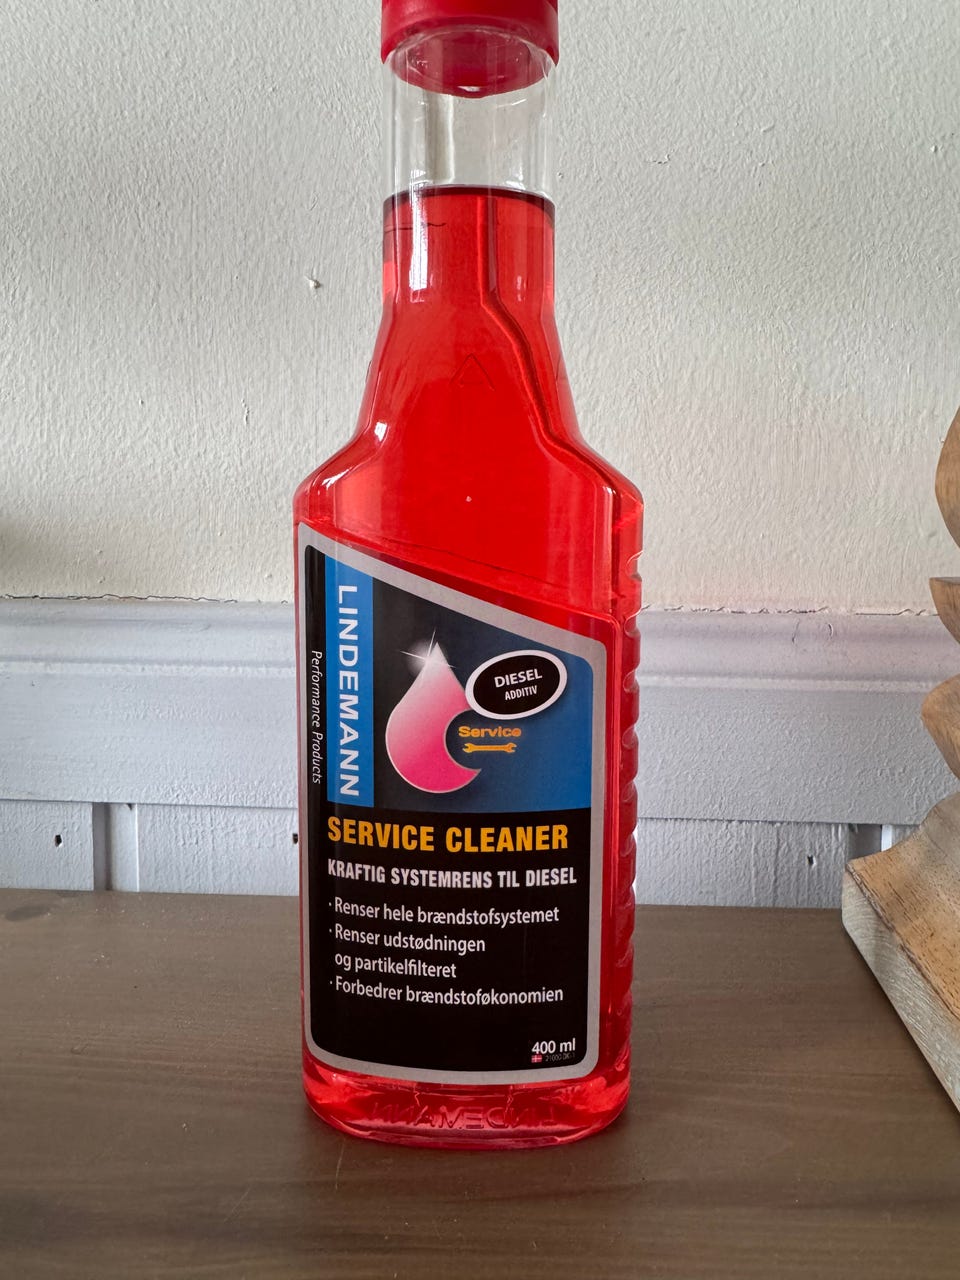 LINDEMANN
Performance Products
DIESEL
ADDITIV
Service
SERVICE CLEANER
KRAFTIG SYSTEMRENS TIL DIESEL
· Renser hele brændstofsystemet
· Renser udstødningen
og partikelfilteret
· Forbedrer brændstoføkonomien
400 ml